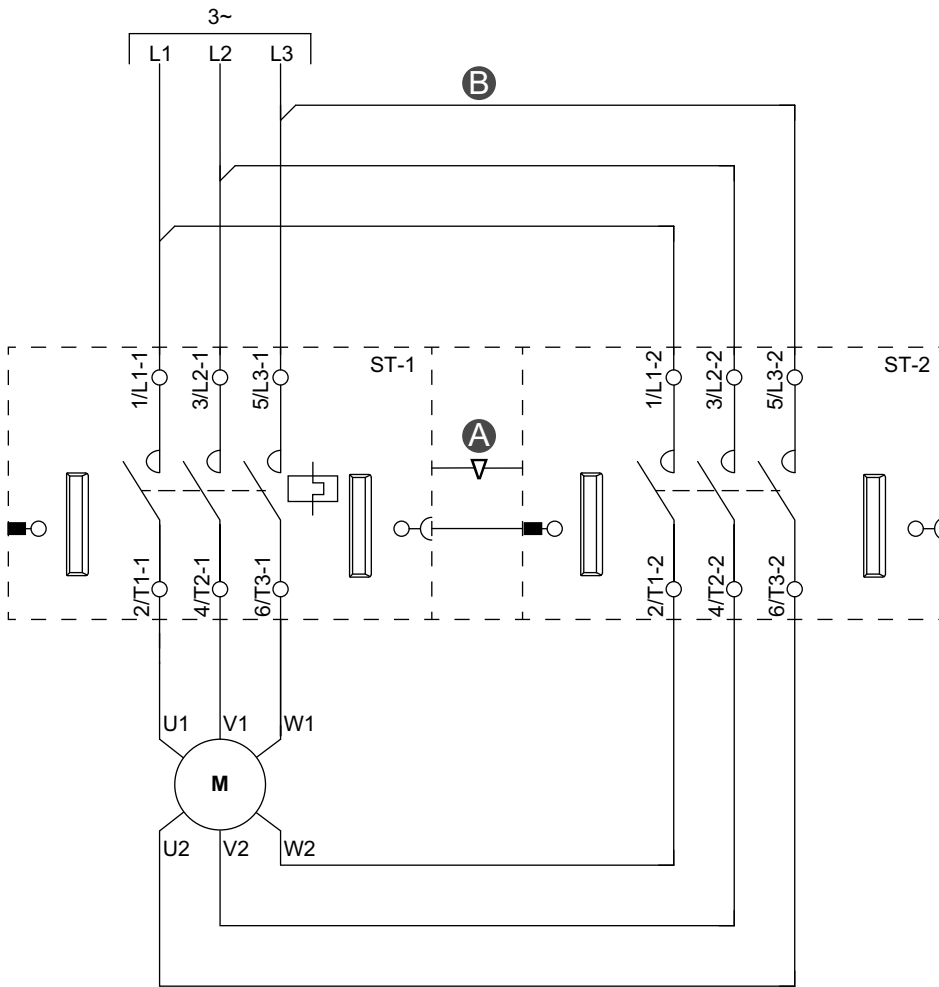 3~
L1 L2 L3
B
ST-1
ST-2
1/L1-1
3/L2-1
5/L3-1
1/L1-2
3/L2-2
5/L3-2
A
2/T1-1
4/T2-1
6/T3-1
2/T1-2
4/T2-2
6/T3-2
U1 V1 W1
M
U2 V2 W2